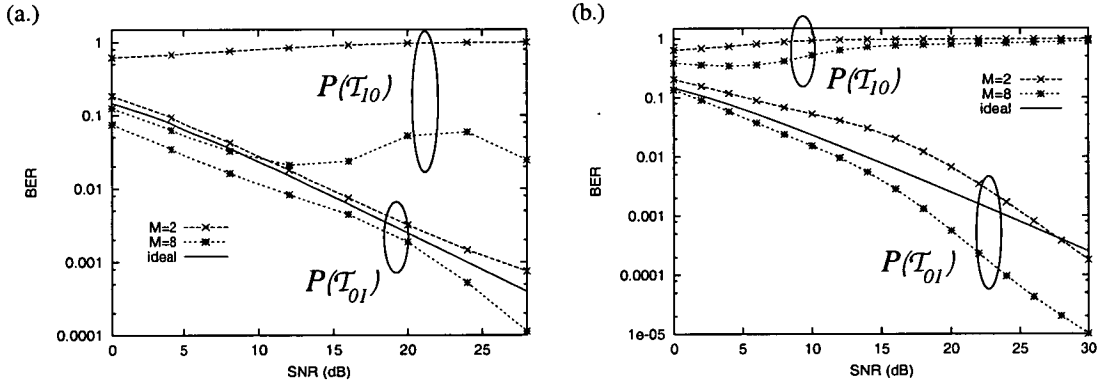 (a.)
1
0.1
0.01
0.001
0.0001
BER
0
5
10
15
20
25
SNR (dB)
P(T10)
P(T01)
M=2
M=8
ideal
(b.)
1
0.1
0.01
0.001
0.0001
1e-05
BER
0
5
10
15
20
25
30
SNR (dB)
P(T10)
P(T01)
M=2
M=8
ideal